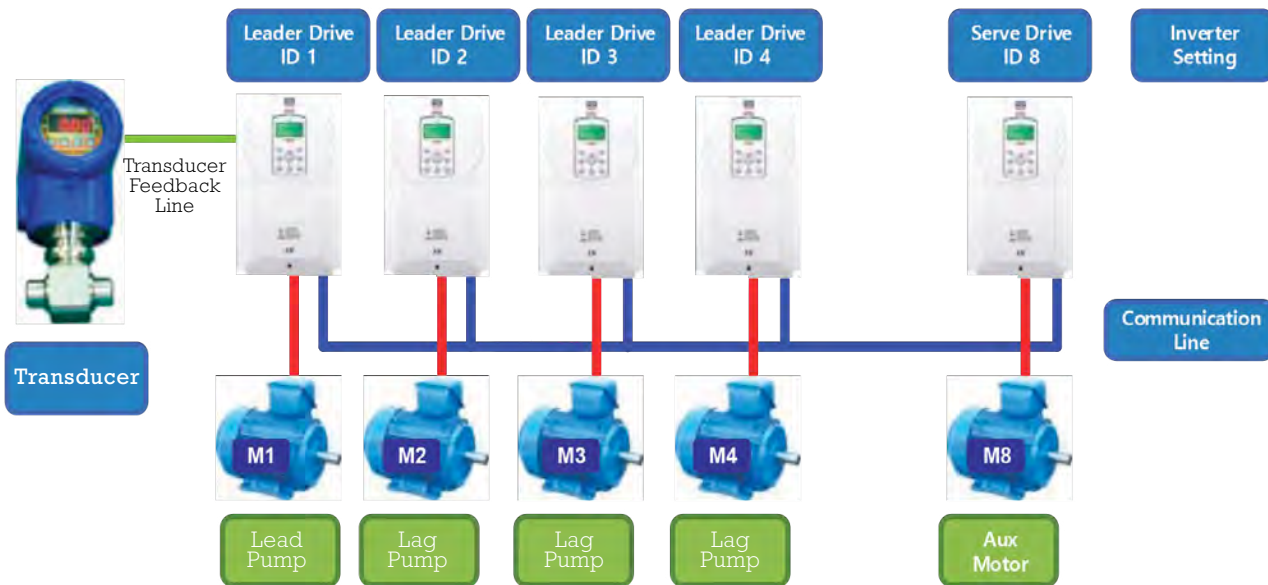 Leader Drive
ID 1
Leader Drive
ID 2
Leader Drive
ID 3
Leader Drive
ID 4
Serve Drive
ID 8
Inverter
Setting
Transducer
Feedback
Line
Communication
Line
Transducer
M1
M2
M3
M4
M8
Lead
Pump
Lag
Pump
Lag
Pump
Lag
Pump
Aux
Motor